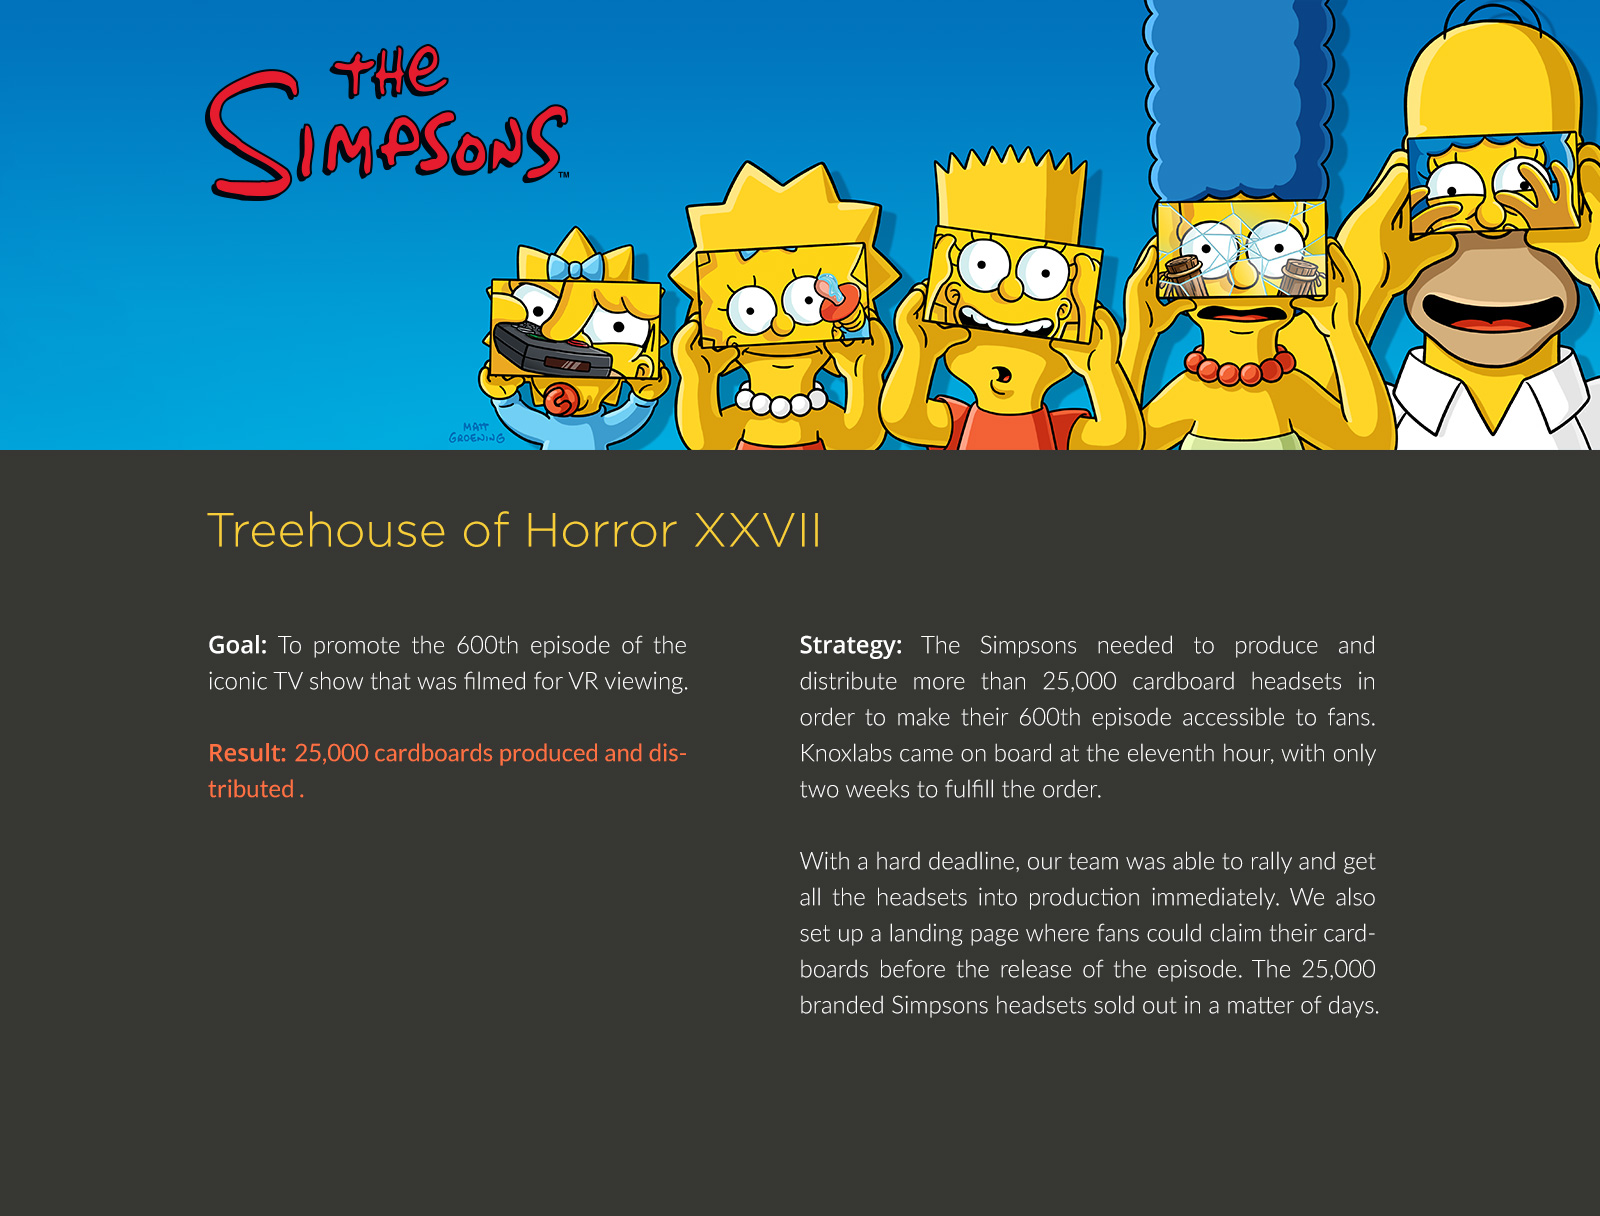 THE
SIMPSONS
TM
MATT
GROENING
Treehouse of Horror XXVII
Goal: To promote the 600th episode of the
iconic TV show that was filmed for VR viewing.
Result: 25,000 cardboards produced and dis-
tributed .
Strategy: The Simpsons needed to produce and
distribute more than 25,000 cardboard headsets in
order to make their 600th episode accessible to fans.
Knoxlabs came on board at the eleventh hour, with only
two weeks to fulfill the order.
With a hard deadline, our team was able to rally and get
all the headsets into production immediately. We also
set up a landing page where fans could claim their card-
boards before the release of the episode. The 25,000
branded Simpsons headsets sold out in a matter of days.